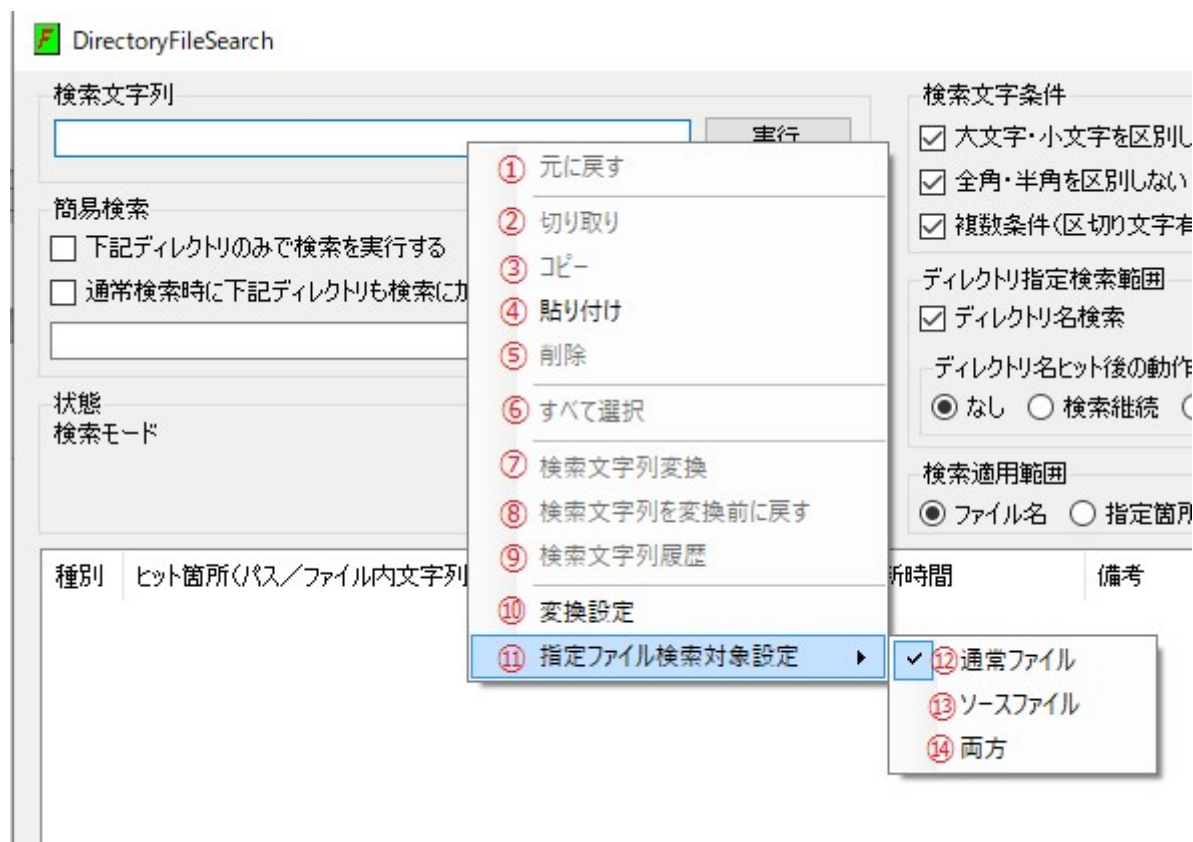 DirectoryFileSearch
検索文字列
実行
簡易検索
下記ディレクトリのみで検索を実行する
通常検索時に下記ディレクトリも検索に
状態
検索モード
検索文字条件
大文字・小文字を区別し
全角・半角を区別しない
複数条件(区切り文字有
ディレクトリ指定検索範囲
ディレクトリ名検索
ディレクトリ名ヒット後の動作
なし 検索継続
検索適用範囲
ファイル名 指定箇所
種別 ヒット箇所(パス/ファイル内文字列 新時間 備考
① 元に戻す
② 切り取り
③ コピー
④ 貼り付け
⑤ 削除
⑥ すべて選択
⑦ 検索文字列変換
⑧ 検索文字列を変換前に戻す
⑨ 検索文字列履歴
⑩ 変換設定
⑪ 指定ファイル検索対象設定
⑫通常ファイル
⑬ソースファイル
⑭両方